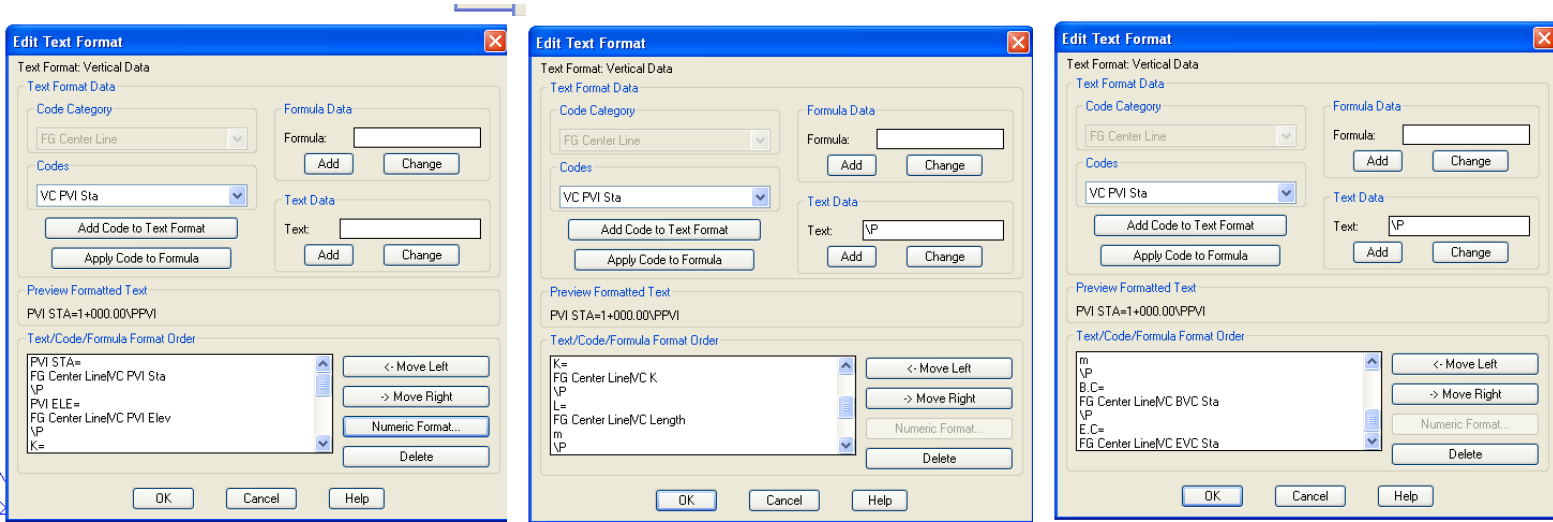 Edit Text Format
Text Format: Vertical Data
Text Format Data
Code Category
FG Center Line
Codes
VC PVI Sta
Add Code to Text Format
Apply Code to Formula
Formula Data
Formula:
Add Change
Text Data
Text:
Add Change
Preview Formatted Text
PVI STA=1+000.00\PPVI
Text/Code/Formula Format Order
PVI STA=
FG Center Line|VC PVI Sta
\P
PVI ELE=
FG Center Line|VC PVI Elev
\P
K=
<- Move Left
-> Move Right
Numeric Format...
Delete
OK Cancel Help
Edit Text Format
Text Format: Vertical Data
Text Format Data
Code Category
FG Center Line
Codes
VC PVI Sta
Add Code to Text Format
Apply Code to Formula
Formula Data
Formula:
Add Change
Text Data
Text: \P
Add Change
Preview Formatted Text
PVI STA=1+000.00\PPVI
Text/Code/Formula Format Order
K=
FG Center Line|VC K
\P
L=
FG Center Line|VC Length
m
\P
<- Move Left
-> Move Right
Numeric Format...
Delete
OK Cancel Help
Edit Text Format
Text Format: Vertical Data
Text Format Data
Code Category
FG Center Line
Codes
VC PVI Sta
Add Code to Text Format
Apply Code to Formula
Formula Data
Formula:
Add Change
Text Data
Text: \P
Add Change
Preview Formatted Text
PVI STA=1+000.00\PPVI
Text/Code/Formula Format Order
m
\P
B.C=
FG Center Line|VC BVC Sta
\P
E.C=
FG Center Line|VC EVC Sta
<- Move Left
-> Move Right
Numeric Format...
Delete
OK Cancel Help